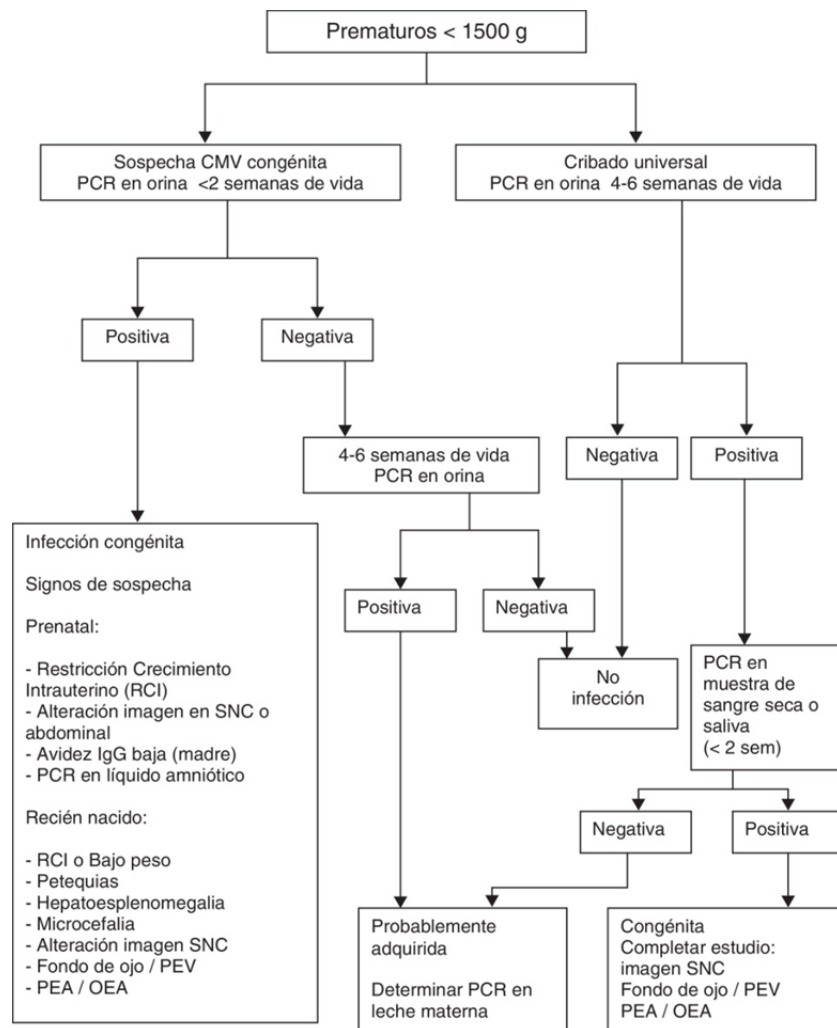 Prematuros < 1500 g
Sospecha CMV congénita
PCR en orina <2 semanas de vida
Cribado universal
PCR en orina 4-6 semanas de vida
Positiva
Negativa
4-6 semanas de vida
PCR en orina
Negativa
Positiva
Infección congénita
Signos de sospecha
Prenatal:
- Restricción Crecimiento
Intrauterino (RCI)
- Alteración imagen en SNC o
abdominal
- Avidez IgG baja (madre)
- PCR en líquido amniótico
Recién nacido:
- RCI o Bajo peso
- Petequias
- Hepatoesplenomegalia
- Microcefalia
- Alteración imagen SNC
- Fondo de ojo / PEV
- PEA / OEA
Positiva
Negativa
No
infección
PCR en
muestra de
sangre seca o
saliva
(< 2 sem)
Negativa
Positiva
Probablemente
adquirida
Determinar PCR en
leche materna
Congénita
Completar estudio:
imagen SNC
Fondo de ojo / PEV
PEA / OEA